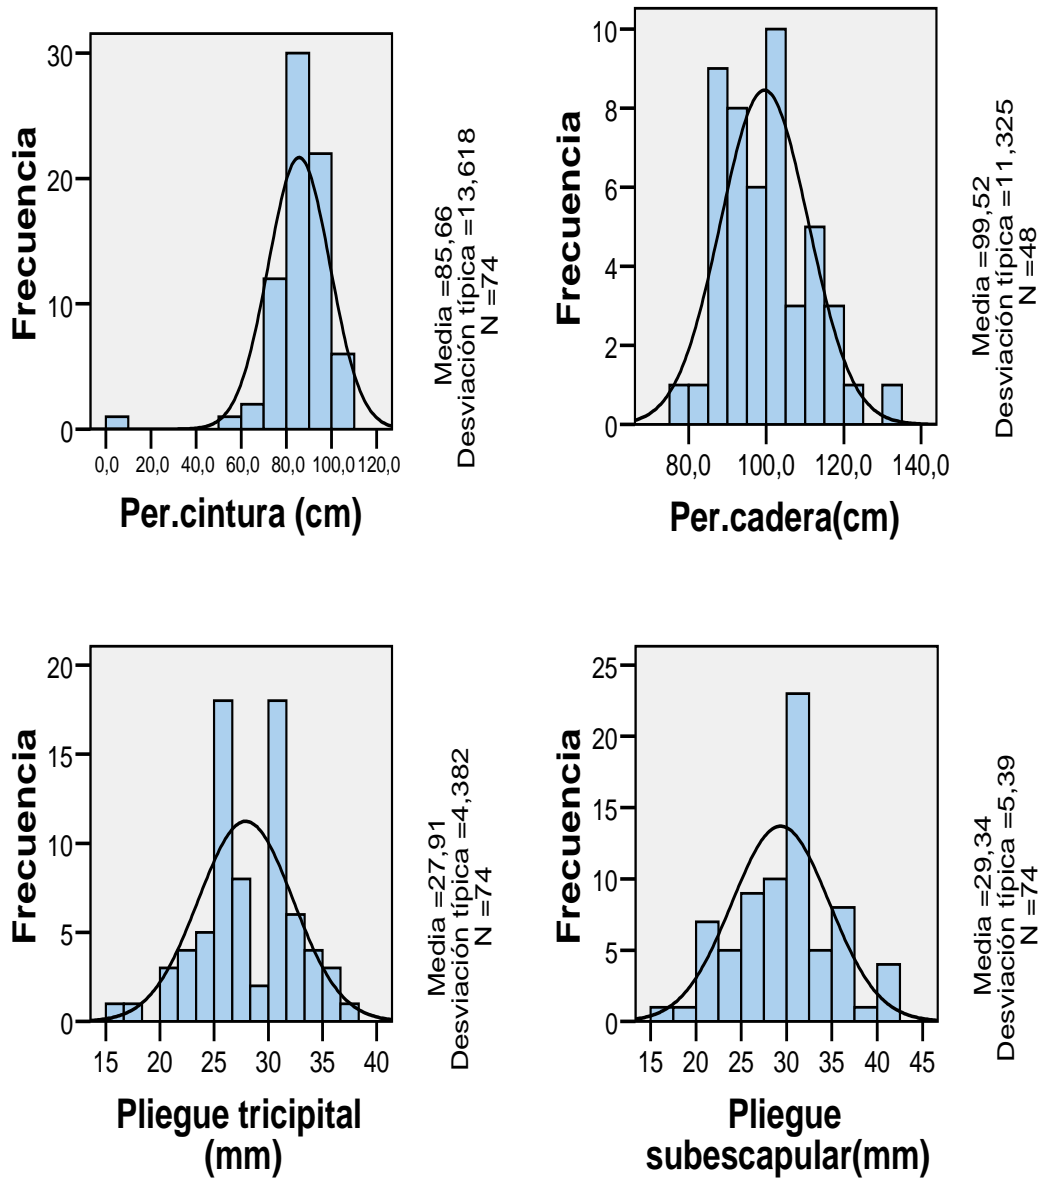 Frecuencia
30
20
10
0
0,0 20,0 40,0 60,0 80,0 100,0 120,0
Per.cintura (cm)
Media =85,66
Desviación típica =13,618
N =74
Frecuencia
10
8
6
4
2
0
80,0 100,0 120,0 140,0
Per.cadera(cm)
Media =99,52
Desviación típica =11,325
N =48
Frecuencia
20
15
10
5
0
15 20 25 30 35 40
Pliegue tricipital
(mm)
Media =27,91
Desviación típica =4,382
N =74
Frecuencia
25
20
15
10
5
0
15 20 25 30 35 40 45
Pliegue
subescapular(mm)
Media =29,34
Desviación típica =5,39
N =74